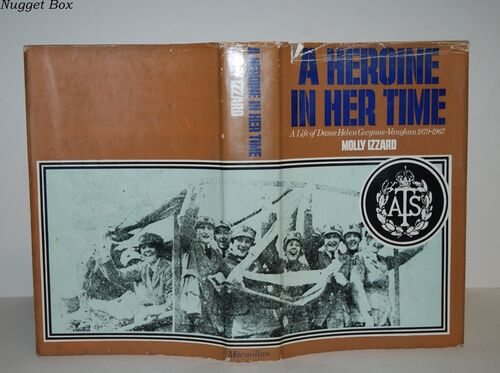 Nugget Box
A HEROINE IN HER TIME
MOLLY IZZARD
Macmillan
A HEROINE
IN HER TIME
A Life of Dame Helen Gwynne-Vaughan 1879-1967
MOLLY IZZARD
ATS